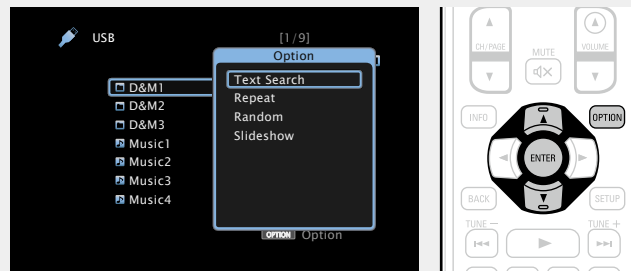 USB
[1/9]
Option
D&M1
D&M2
D&M3
Music1
Music2
Music3
Music4
Text Search
Repeat
Random
Slideshow
OPTION Option
CH/PAGE
MUTE
VOLUME
INFO
OPTION
ENTER
BACK
SETUP
TUNE −
TUNE +